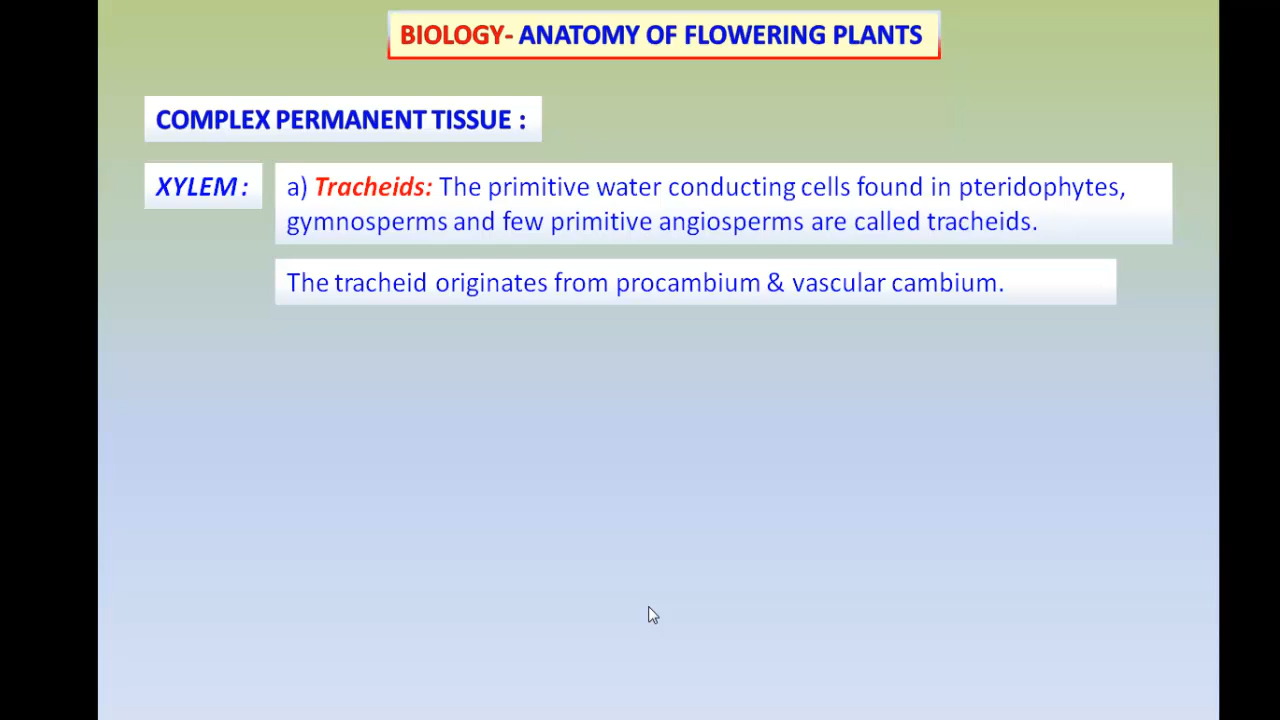 BIOLOGY- ANATOMY OF FLOWERING PLANTS
COMPLEX PERMANENT TISSUE :
XYLEM :
a) Tracheids: The primitive water conducting cells found in pteridophytes,
gymnosperms and few primitive angiosperms are called tracheids.
The tracheid originates from procambium & vascular cambium.